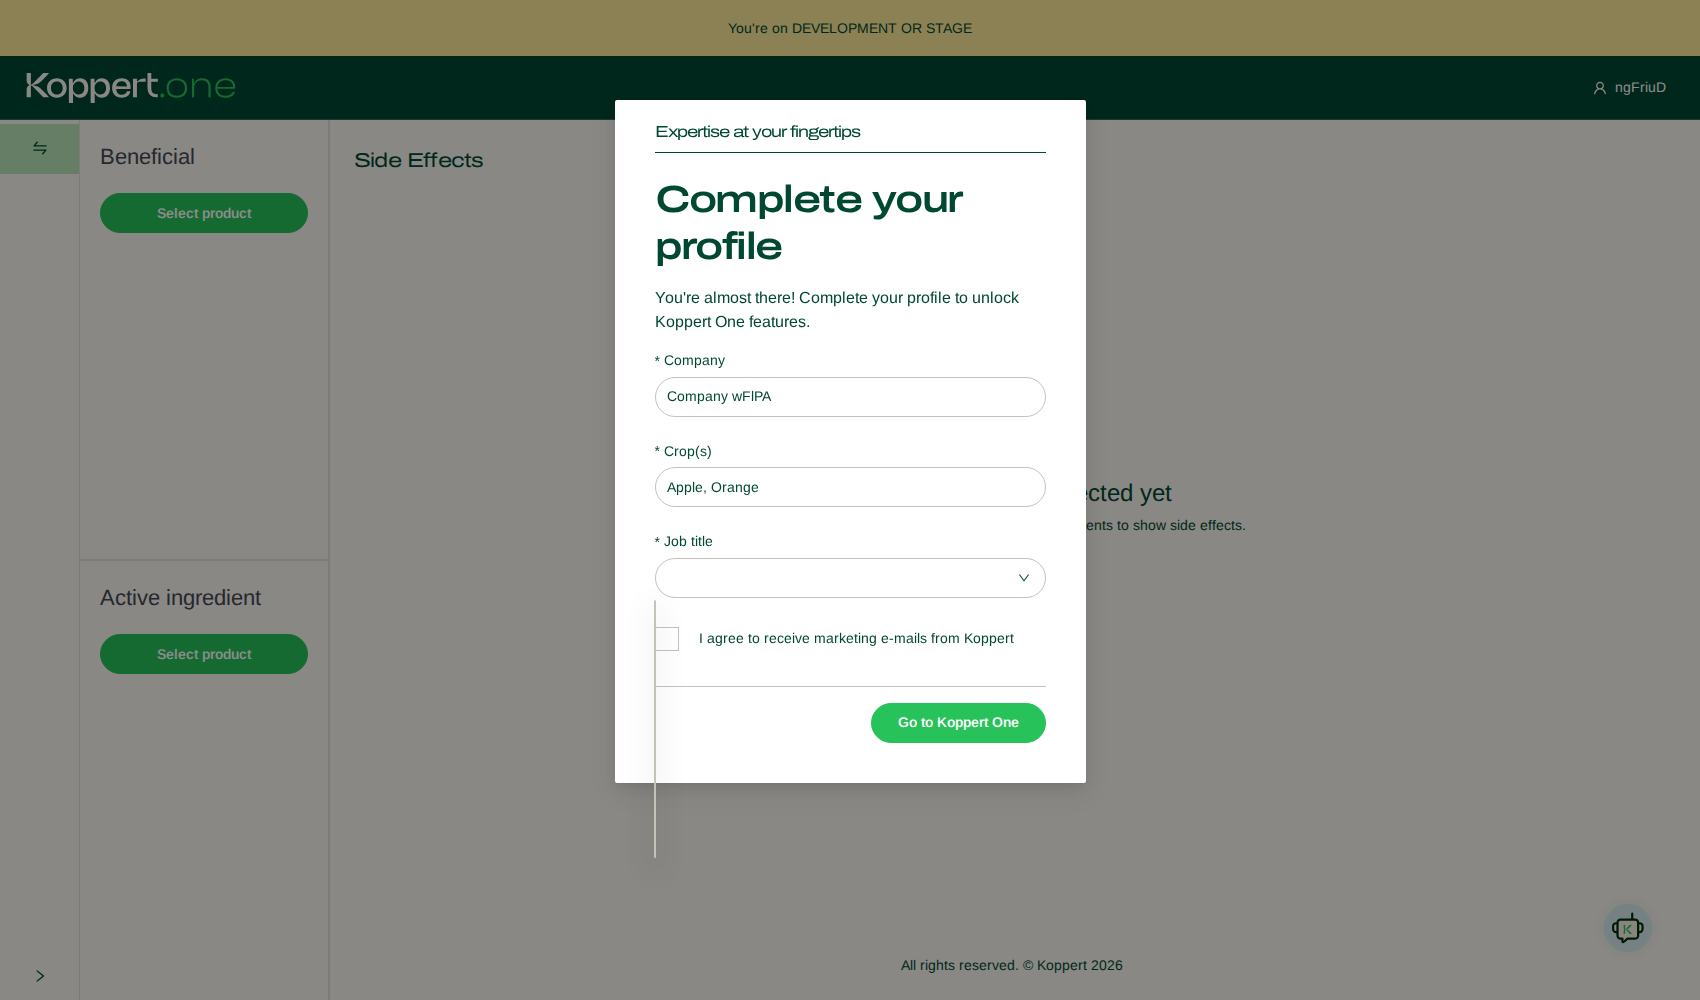 You're on DEVELOPMENT OR STAGE
Koppert.one
ngFriuD
Beneficial
Select product
Side Effects
Expertise at your fingertips
Complete your
profile
You're almost there! Complete your profile to unlock
Koppert One features.
* Company
Company wFlPA
* Crop(s)
Apple, Orange
* Job title
I agree to receive marketing e-mails from Koppert
Go to Koppert One
yet
to show side effects.
Active ingredient
Select product
K
All rights reserved. © Koppert 2026